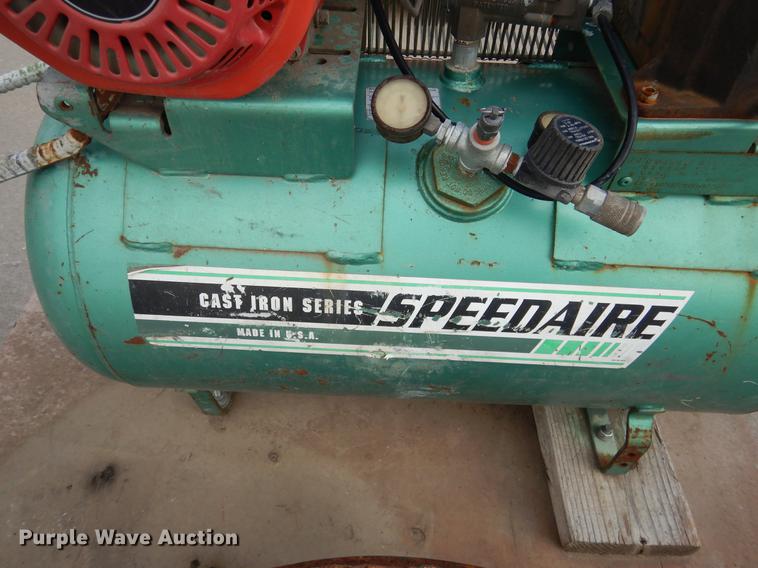 CAST IRON SERIES SPEEDAIRE
MADE IN U.S.A.
Purple Wave Auction®